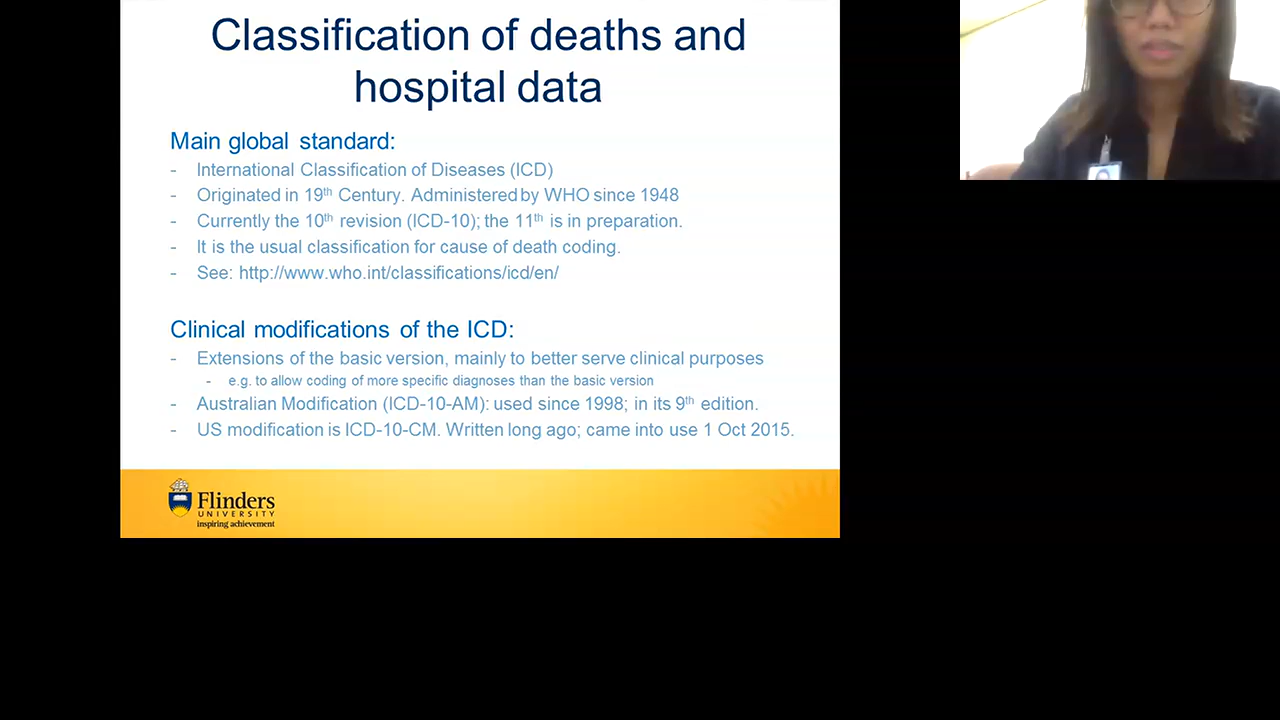 Classification of deaths and
hospital data
Main global standard:
- International Classification of Diseases (ICD)
- Originated in 19th Century. Administered by WHO since 1948
- Currently the 10th revision (ICD-10); the 11th is in preparation.
- It is the usual classification for cause of death coding.
- See: http://www.who.int/classifications/icd/en/
Clinical modifications of the ICD:
- Extensions of the basic version, mainly to better serve clinical purposes
- e.g. to allow coding of more specific diagnoses than the basic version
- Australian Modification (ICD-10-AM): used since 1998; in its 9th edition.
- US modification is ICD-10-CM. Written long ago; came into use 1 Oct 2015.
Flinders
UNIVERSITY
inspiring achievement